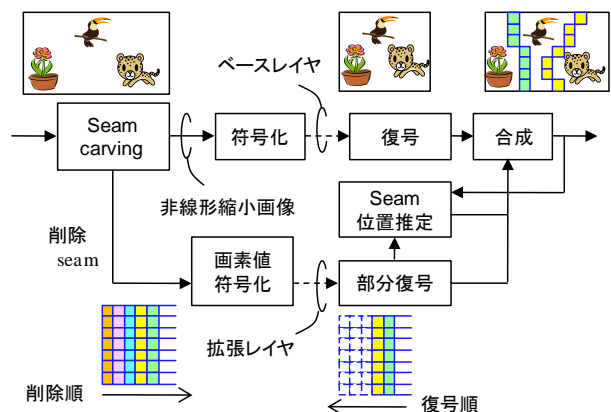 ベースレイヤ
Seam
carving
符号化
復号
合成
非線形縮小画像
Seam
位置推定
削除
seam
画素値
符号化
部分復号
拡張レイヤ
削除順
復号順